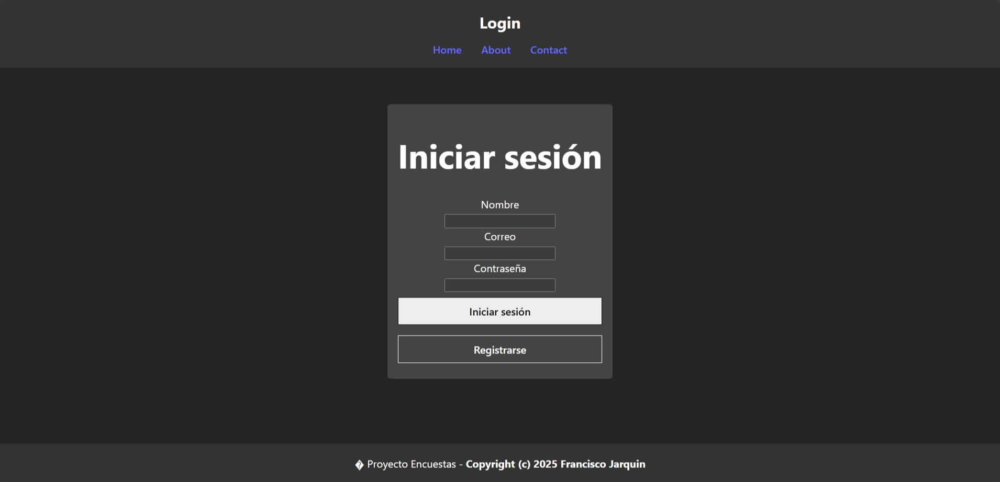 Login
Home About Contact
Iniciar sesión
Nombre
Correo
Contraseña
Iniciar sesión
Registrarse
� Proyecto Encuestas - Copyright (c) 2025 Francisco Jarquin